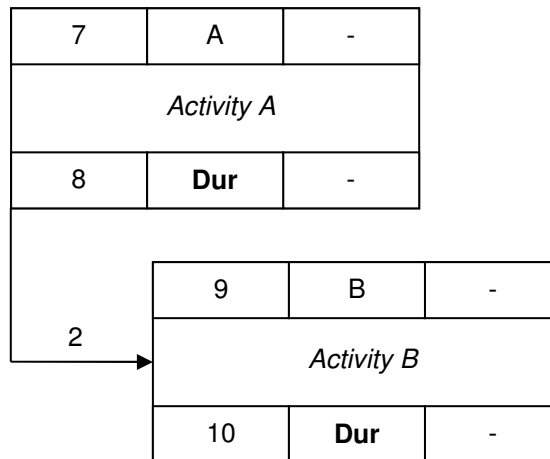 7 A -
Activity A
8 Dur -
9 B -
2
Activity B
10 Dur -